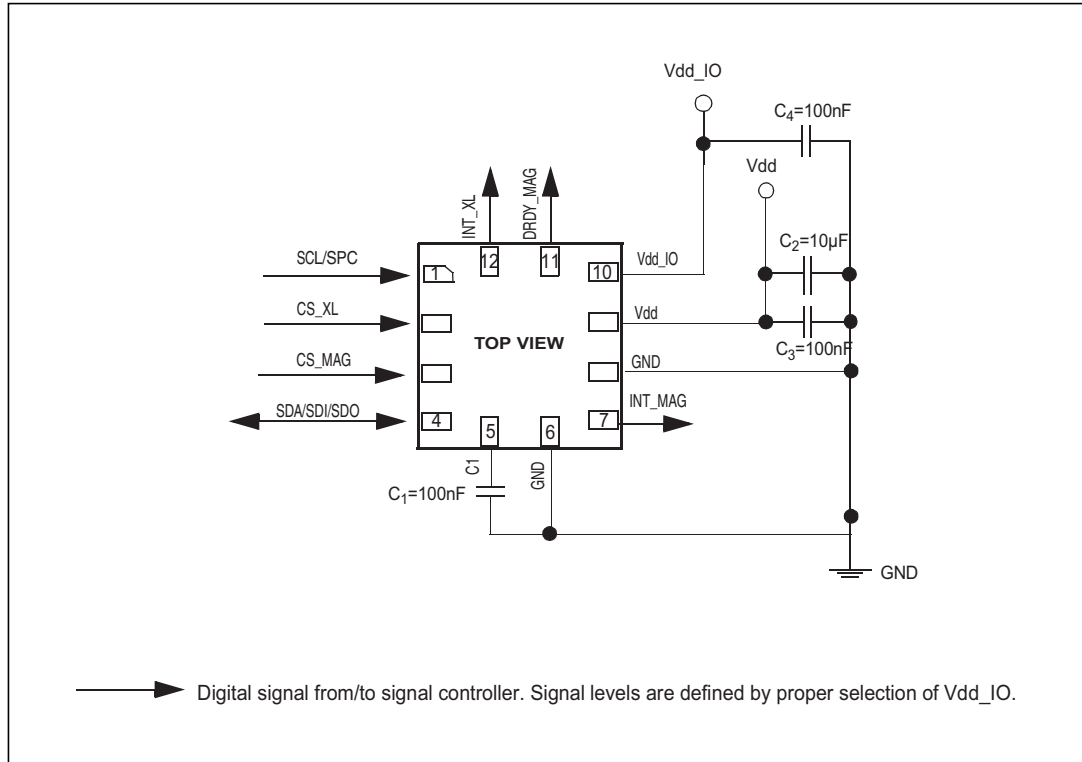 Vdd_IO
C4=100nF
Vdd
INT_XL
DRDY_MAG
C2=10µF
SCL/SPC
1
12
11
10
Vdd_IO
CS_XL
Vdd
TOP VIEW
C3=100nF
CS_MAG
GND
SDA/SDI/SDO
4
5
6
7
INT_MAG
C1
GND
C1=100nF
GND
Digital signal from/to signal controller. Signal levels are defined by proper selection of Vdd_IO.